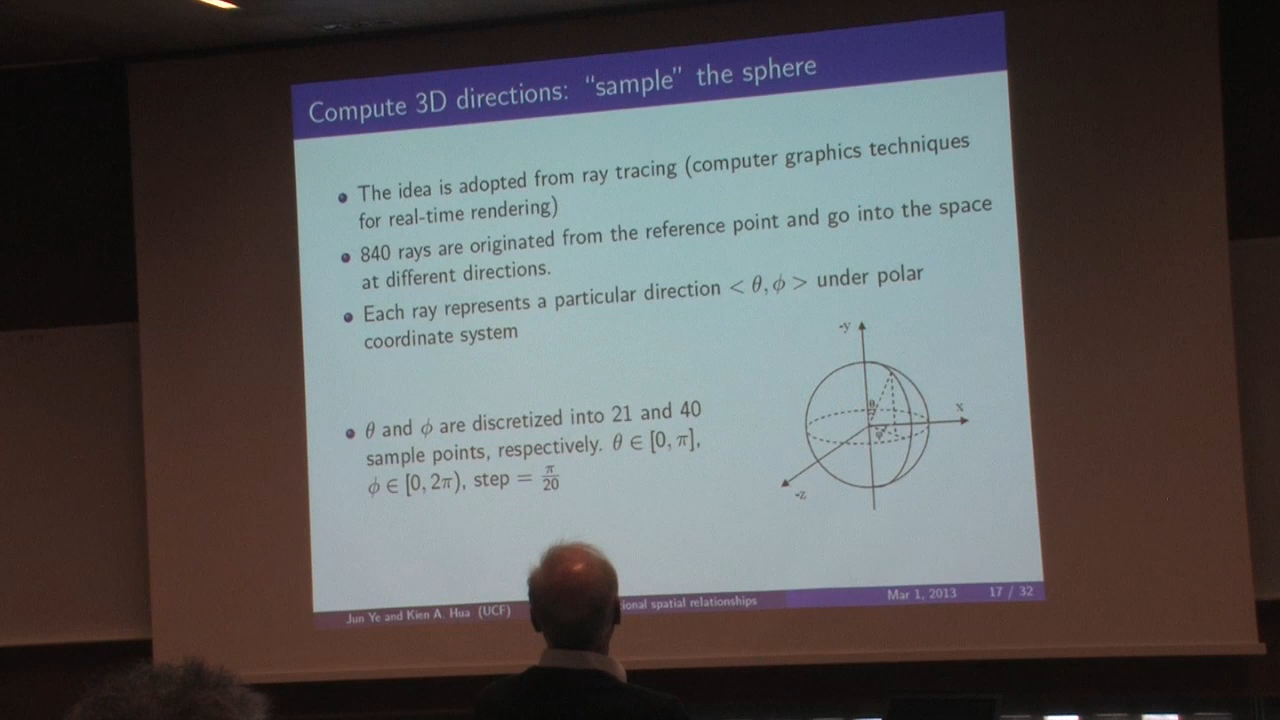 Compute 3D directions: “sample” the sphere
The idea is adopted from ray tracing (computer graphics techniques
for real-time rendering)
840 rays are originated from the reference point and go into the space
at different directions.
Each ray represents a particular direction < θ, ϕ > under polar
coordinate system
θ and ϕ are discretized into 21 and 40
sample points, respectively. θ ∈ [0, π],
ϕ ∈ [0, 2π), step = π/20
-y
θ
x
φ
-z
Jun Ye and Kien A. Hua (UCF)
spatial relationships
Mar 1, 2013
17 / 32